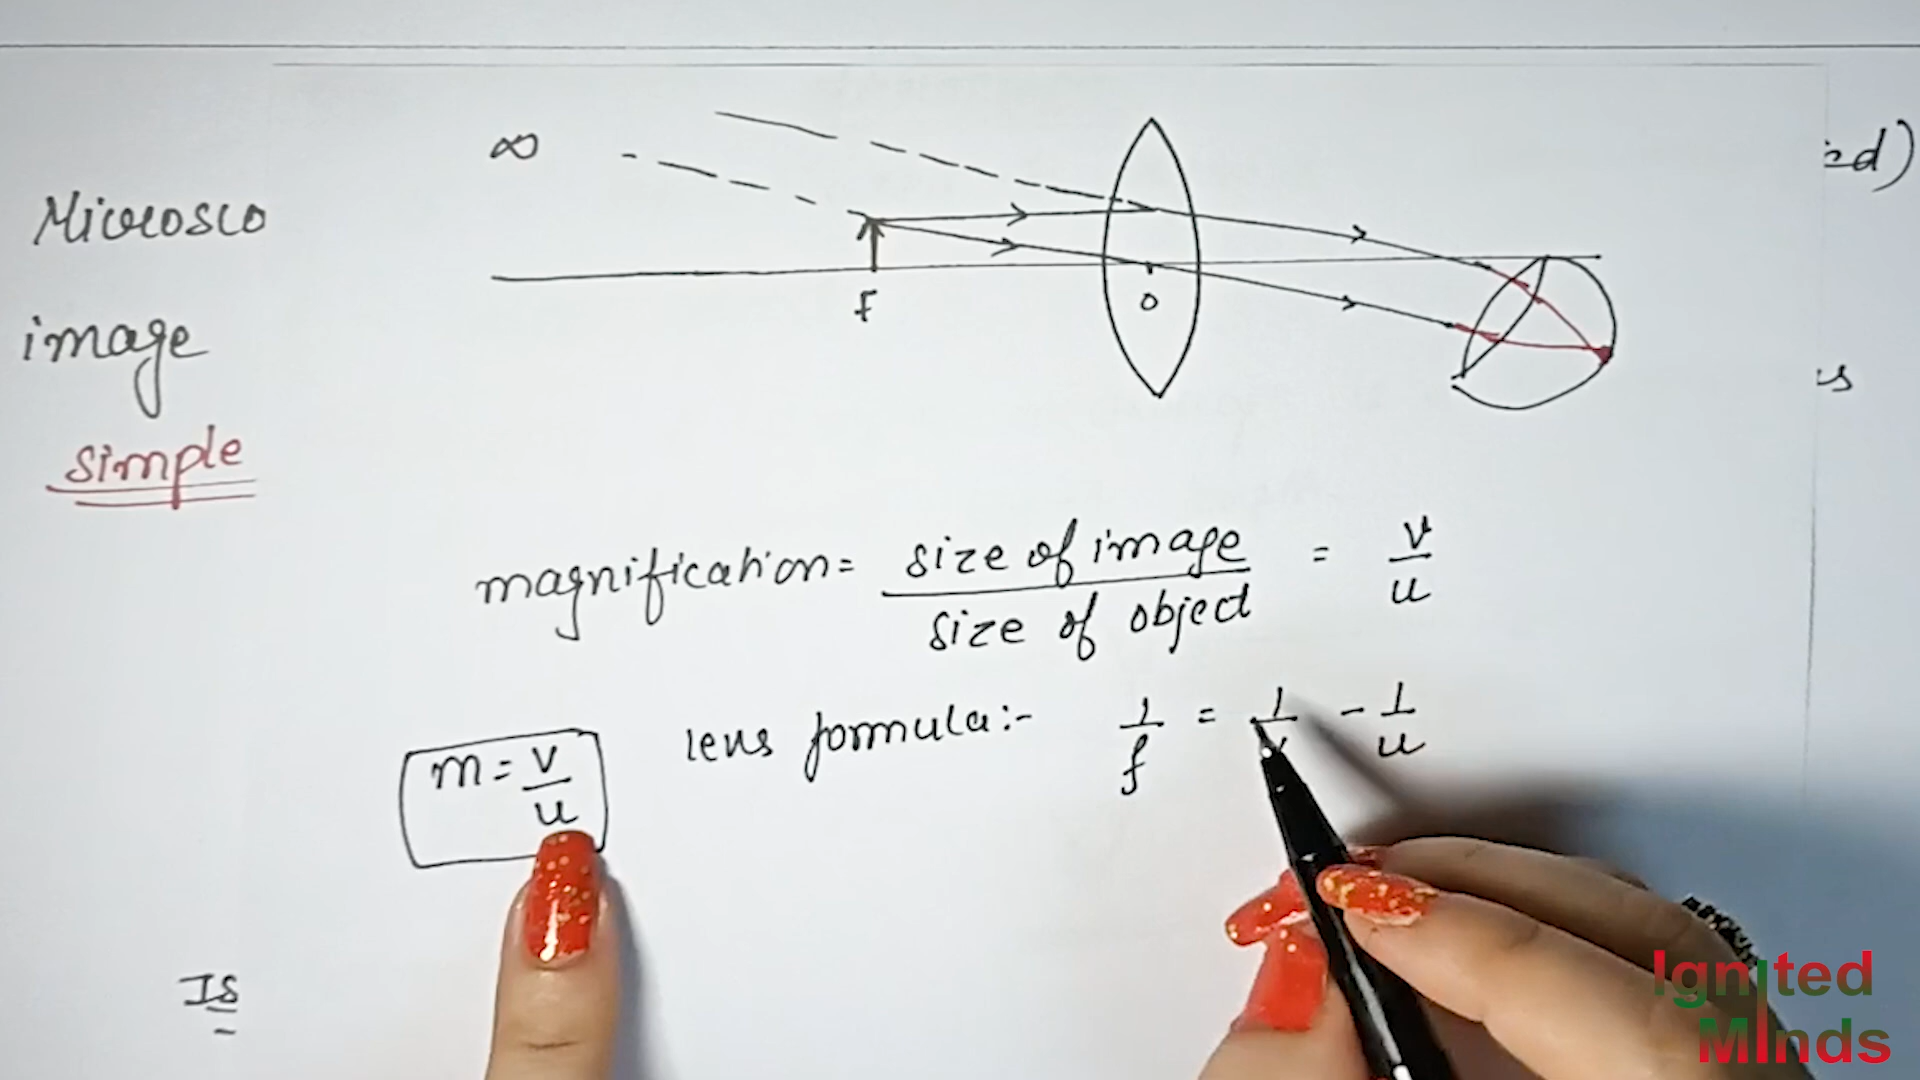 ∞
Microsco
image
simple
F
O
magnification = size of image / size of object = v / u
m = v / u
lens formula:- 1 / f = 1 / v - 1 / u
IS
Ignited
Minds